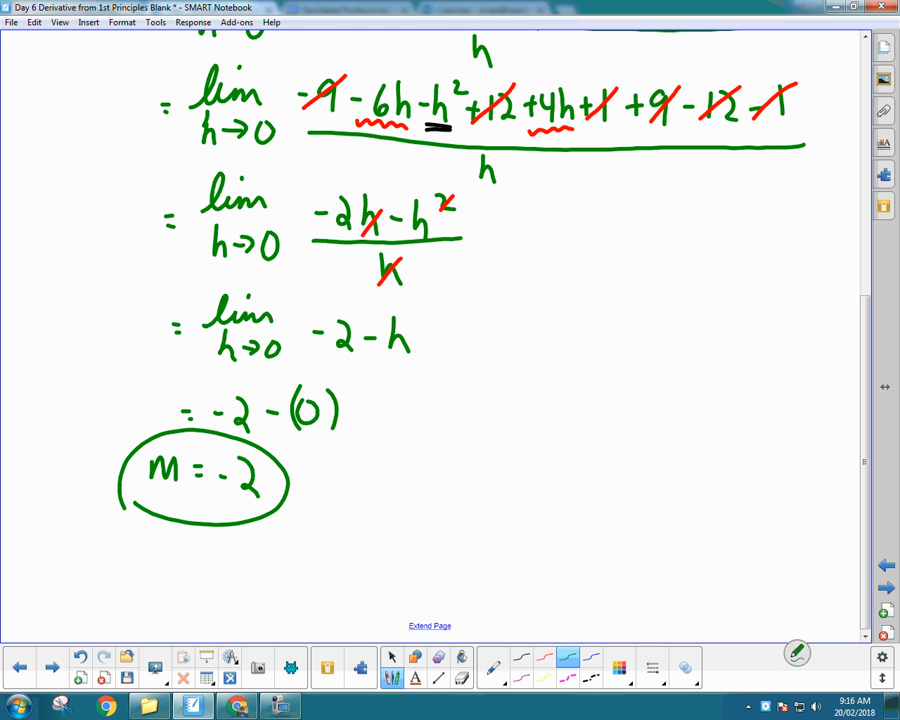 Day 6 Derivative from 1st Principles Blank * - SMART Notebook
File Edit View Insert Format Tools Response Add-ons Help
h
= lim h→0 -9 - 6h - h² + 12 + 4h + 1 + 9 - 12 - 1
h
= lim h→0 -2h - h²
h
= lim h→0 -2 - h
= -2 - (0)
m = -2
Extend Page
9:16 AM
20/02/2018